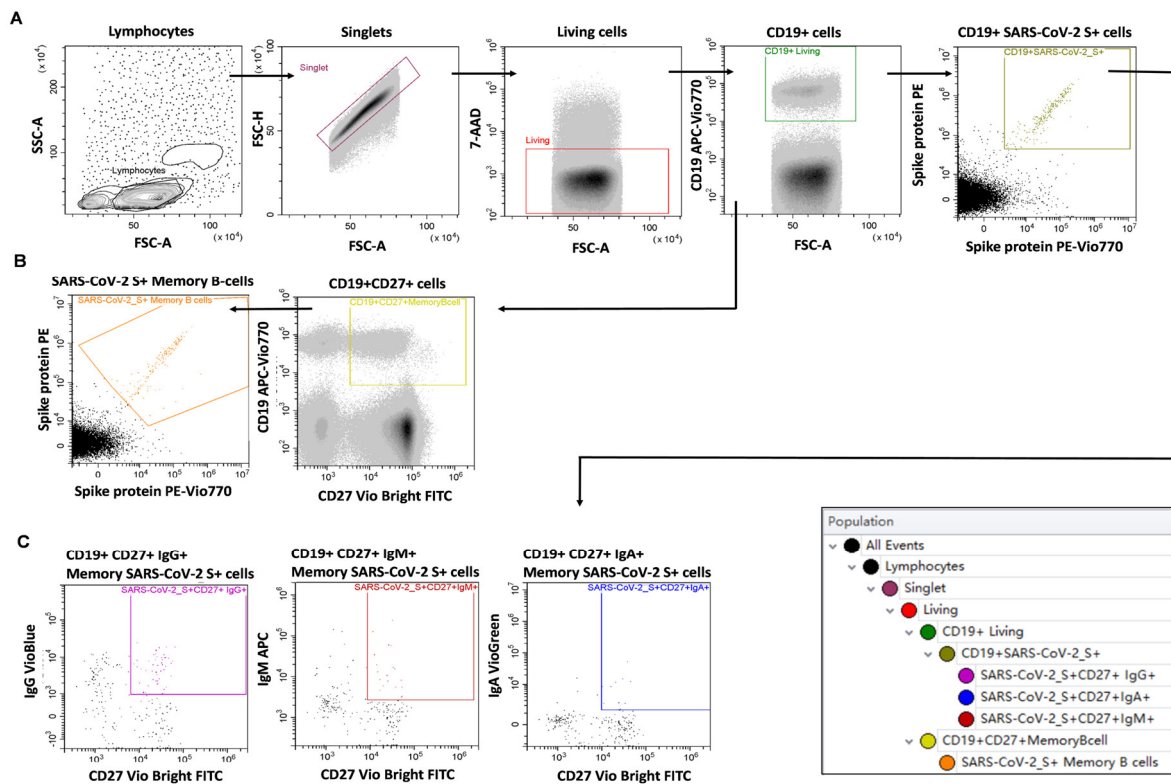 A
Lymphocytes
Singlets
Living cells
CD19+ cells
CD19+ SARS-CoV-2 S+ cells
(x 10⁴)
SSC-A
200
100
Lymphocytes
50 100
(x 10⁴)
FSC-A
(x 10⁴)
FSC-H
100
50
0
Singlet
50 100
(x 10⁴)
FSC-A
7-AAD
10⁶
10⁵
10⁴
10³
10²
Living
50 100
(x 10⁴)
FSC-A
CD19 APC-Vio770
10⁶
10⁵
10⁴
10³
10²
CD19+ Living
50 100
(x 10⁴)
FSC-A
Spike protein PE
10⁷
10⁶
10⁵
10⁴
0
CD19+SARS-CoV-2_S+
0 10⁴ 10⁵ 10⁶ 10⁷
Spike protein PE-Vio770
B
SARS-CoV-2 S+ Memory B-cells
CD19+CD27+ cells
Spike protein PE
10⁷
10⁶
10⁵
10⁴
0
SARS-CoV-2_S+ Memory B cells
0 10⁴ 10⁵ 10⁶ 10⁷
Spike protein PE-Vio770
CD19 APC-Vio770
10⁶
10⁵
10⁴
10³
10²
CD19+CD27+MemoryBcell
10³ 10⁴ 10⁵ 10⁶
CD27 Vio Bright FITC
C
CD19+ CD27+ IgG+
Memory SARS-CoV-2 S+ cells
CD19+ CD27+ IgM+
Memory SARS-CoV-2 S+ cells
CD19+ CD27+ IgA+
Memory SARS-CoV-2 S+ cells
IgG VioBlue
10⁶
10⁵
10⁴
10³
0
SARS-CoV-2_S+CD27+ IgG+
10³ 10⁴ 10⁵ 10⁶
CD27 Vio Bright FITC
IgM APC
10⁶
10⁵
10⁴
10³
SARS-CoV-2_S+CD27+IgM+
10³ 10⁴ 10⁵ 10⁶
CD27 Vio Bright FITC
IgA VioGreen
10⁷
10⁶
10⁵
10⁴
10³
0
SARS-CoV-2_S+CD27+IgA+
10³ 10⁴ 10⁵ 10⁶
CD27 Vio Bright FITC
Population
All Events
Lymphocytes
Singlet
Living
CD19+ Living
CD19+SARS-CoV-2_S+
SARS-CoV-2_S+CD27+ IgG+
SARS-CoV-2_S+CD27+IgA+
SARS-CoV-2_S+CD27+IgM+
CD19+CD27+MemoryBcell
SARS-CoV-2_S+ Memory B cells